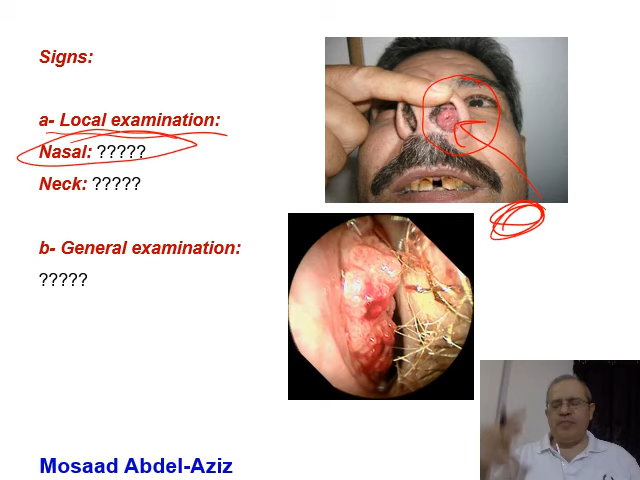 Signs:
a- Local examination:
Nasal: ?????
Neck: ?????
b- General examination:
?????
Mosaad Abdel-Aziz